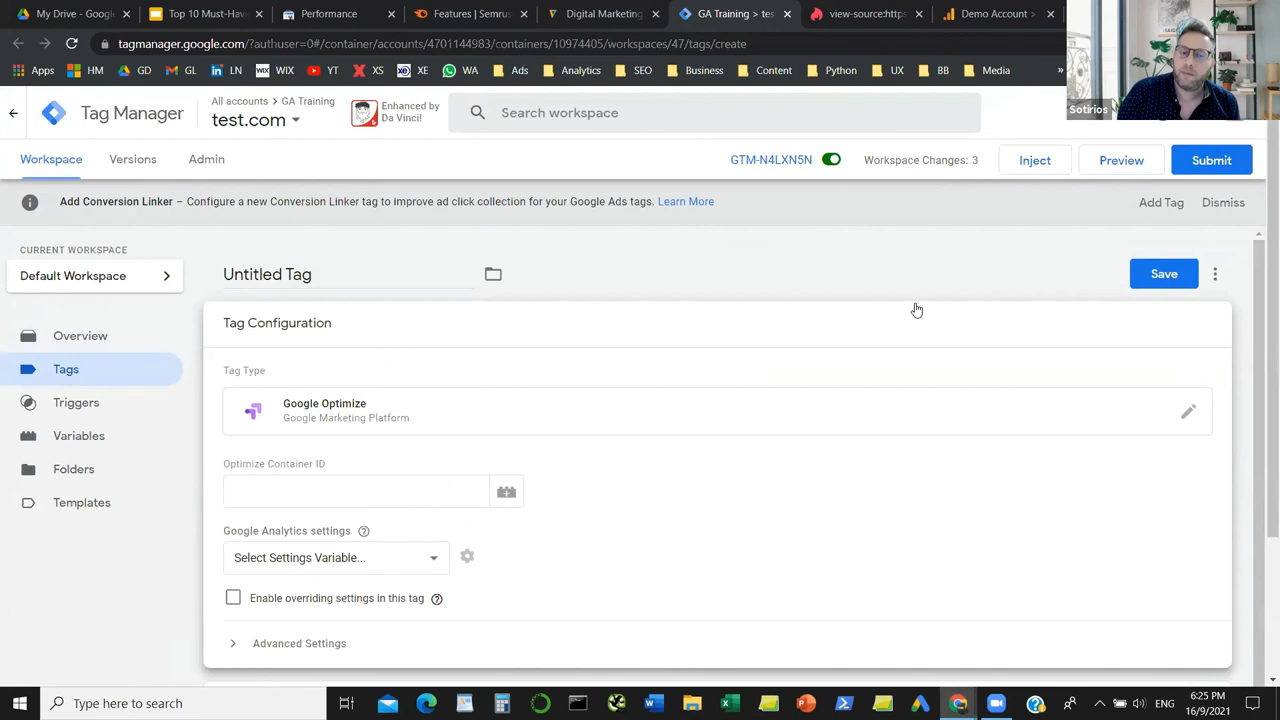 My Drive - Goog
Top 10 Must-Hav
Performance
Features | Semrus
Digital Marketing
GA Training > tes
view-source:https
Demo Account >
tagmanager.google.com/?authuser=0#/container/accounts/4701149983/containers/10974405/workspaces/47/tags/create
Apps
HM
GD
GL
LN
WIX
WIX
YT
XS
XE
WA
Ads
Analytics
SEO
Business
Content
Python
UX
BB
Media
»
Sotirios
Tag Manager
All accounts > GA Training
test.com
Enhanced by
Da Vinci!
Search workspace
Workspace
Versions
Admin
GTM-N4LXN5N
Workspace Changes: 3
Inject
Preview
Submit
Add Conversion Linker – Configure a new Conversion Linker tag to improve ad click collection for your Google Ads tags. Learn More
Add Tag
Dismiss
CURRENT WORKSPACE
Default Workspace
Untitled Tag
Save
Overview
Tags
Triggers
Variables
Folders
Templates
Tag Configuration
Tag Type
Google Optimize
Google Marketing Platform
Optimize Container ID
Google Analytics settings
Select Settings Variable...
Enable overriding settings in this tag
Advanced Settings
Type here to search
ENG
6:25 PM
16/9/2021